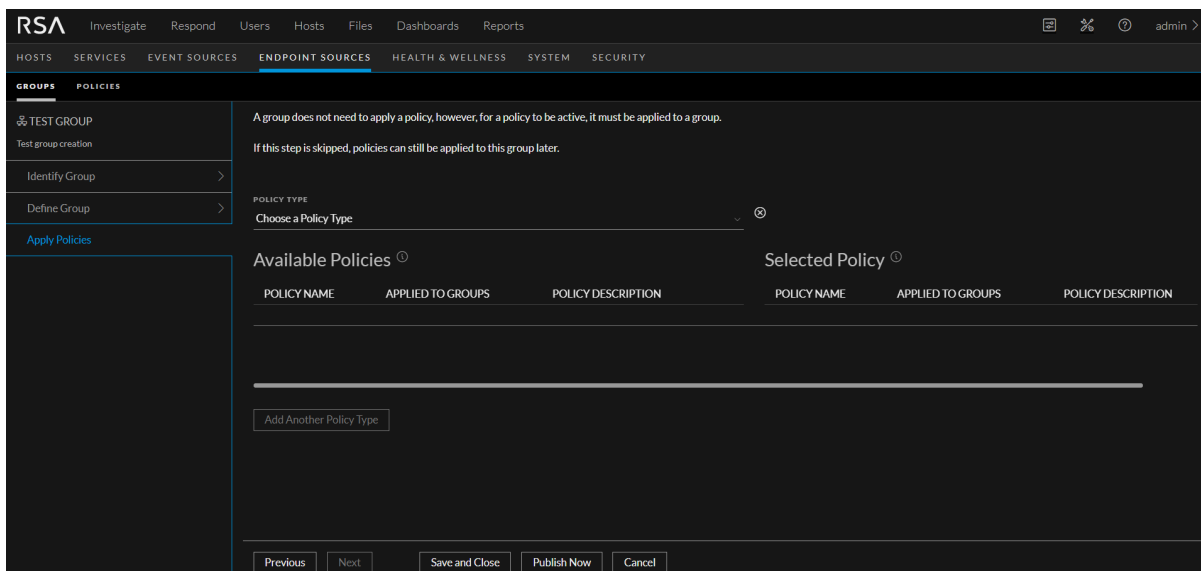 RSA Investigate Respond Users Hosts Files Dashboards Reports admin
HOSTS SERVICES EVENT SOURCES ENDPOINT SOURCES HEALTH & WELLNESS SYSTEM SECURITY
GROUPS POLICIES
TEST GROUP
Test group creation
Identify Group
Define Group
Apply Policies
A group does not need to apply a policy, however, for a policy to be active, it must be applied to a group.
If this step is skipped, policies can still be applied to this group later.
POLICY TYPE
Choose a Policy Type
Available Policies
POLICY NAME APPLIED TO GROUPS POLICY DESCRIPTION
Selected Policy
POLICY NAME APPLIED TO GROUPS POLICY DESCRIPTION
Add Another Policy Type
Previous Next Save and Close Publish Now Cancel